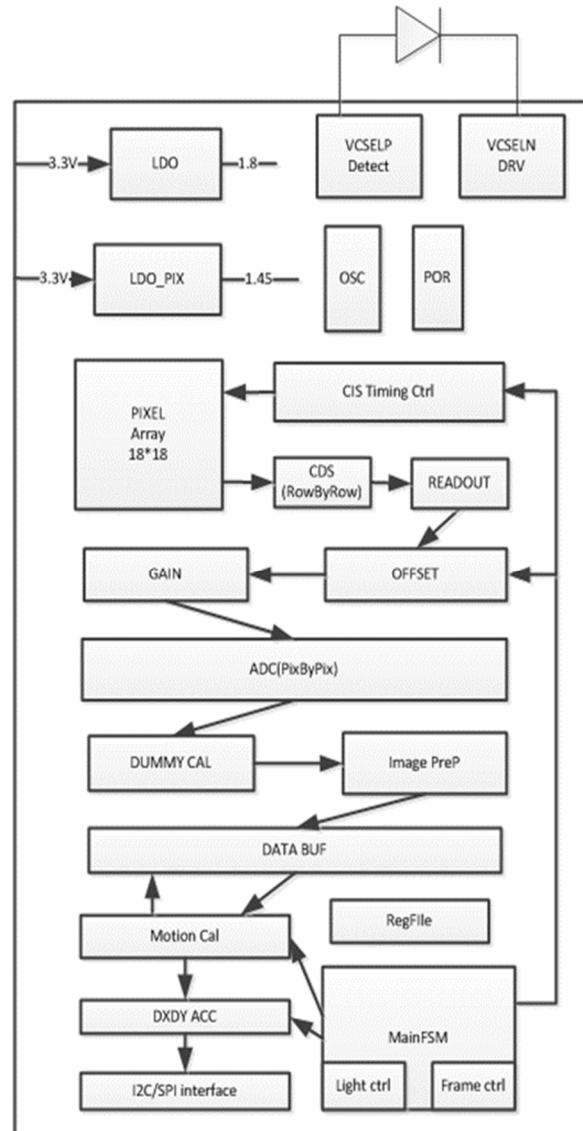 VCSELP
Detect
VCSELN
DRV
3.3V
LDO
1.8
3.3V
LDO_PIX
1.45
OSC
POR
PIXEL
Array
18*18
CIS Timing Ctrl
CDS
(RowByRow)
READOUT
GAIN
OFFSET
ADC(PixByPix)
DUMMY CAL
Image PreP
DATA BUF
Motion Cal
RegFIle
DXDY ACC
MainFSM
I2C/SPI interface
Light ctrl
Frame ctrl